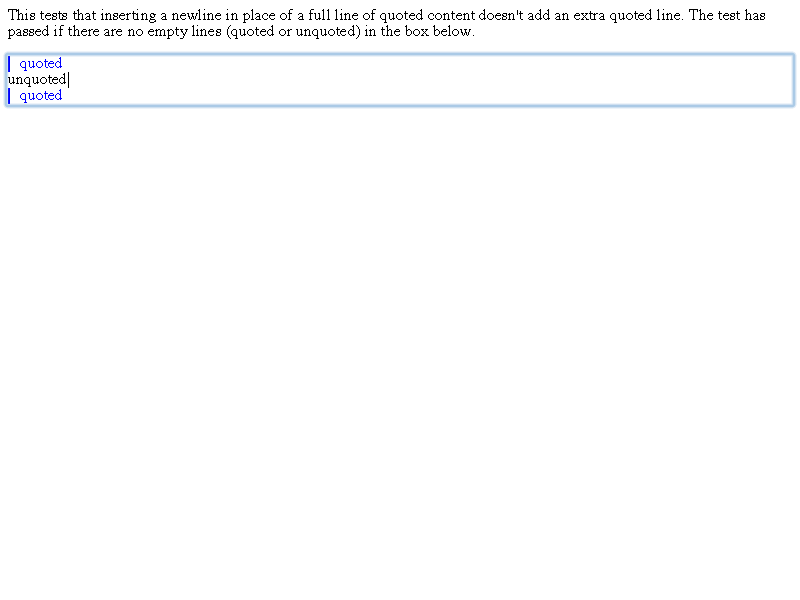 This tests that inserting a newline in place of a full line of quoted content doesn't add an extra quoted line. The test has
passed if there are no empty lines (quoted or unquoted) in the box below.
quoted
unquoted
quoted